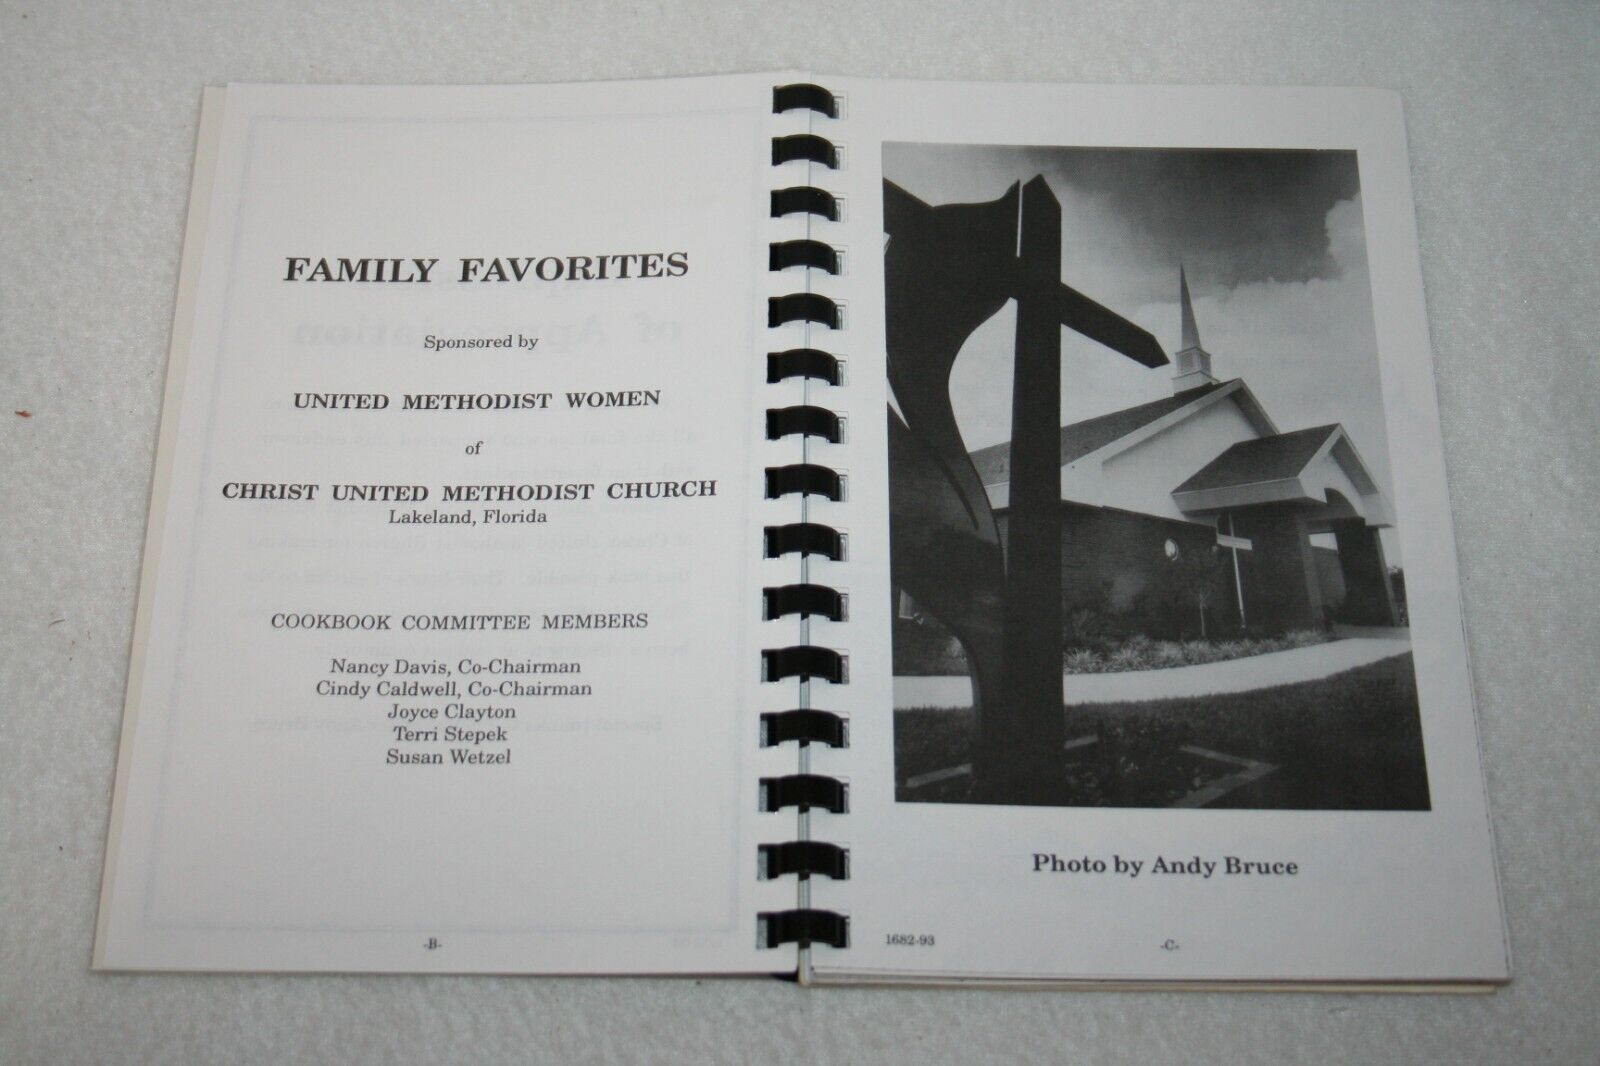 FAMILY FAVORITES
Sponsored by
UNITED METHODIST WOMEN
of
CHRIST UNITED METHODIST CHURCH
Lakeland, Florida
COOKBOOK COMMITTEE MEMBERS
Nancy Davis, Co-Chairman
Cindy Caldwell, Co-Chairman
Joyce Clayton
Terri Stepek
Susan Wetzel
-B-
Photo by Andy Bruce
1682-93
-C-